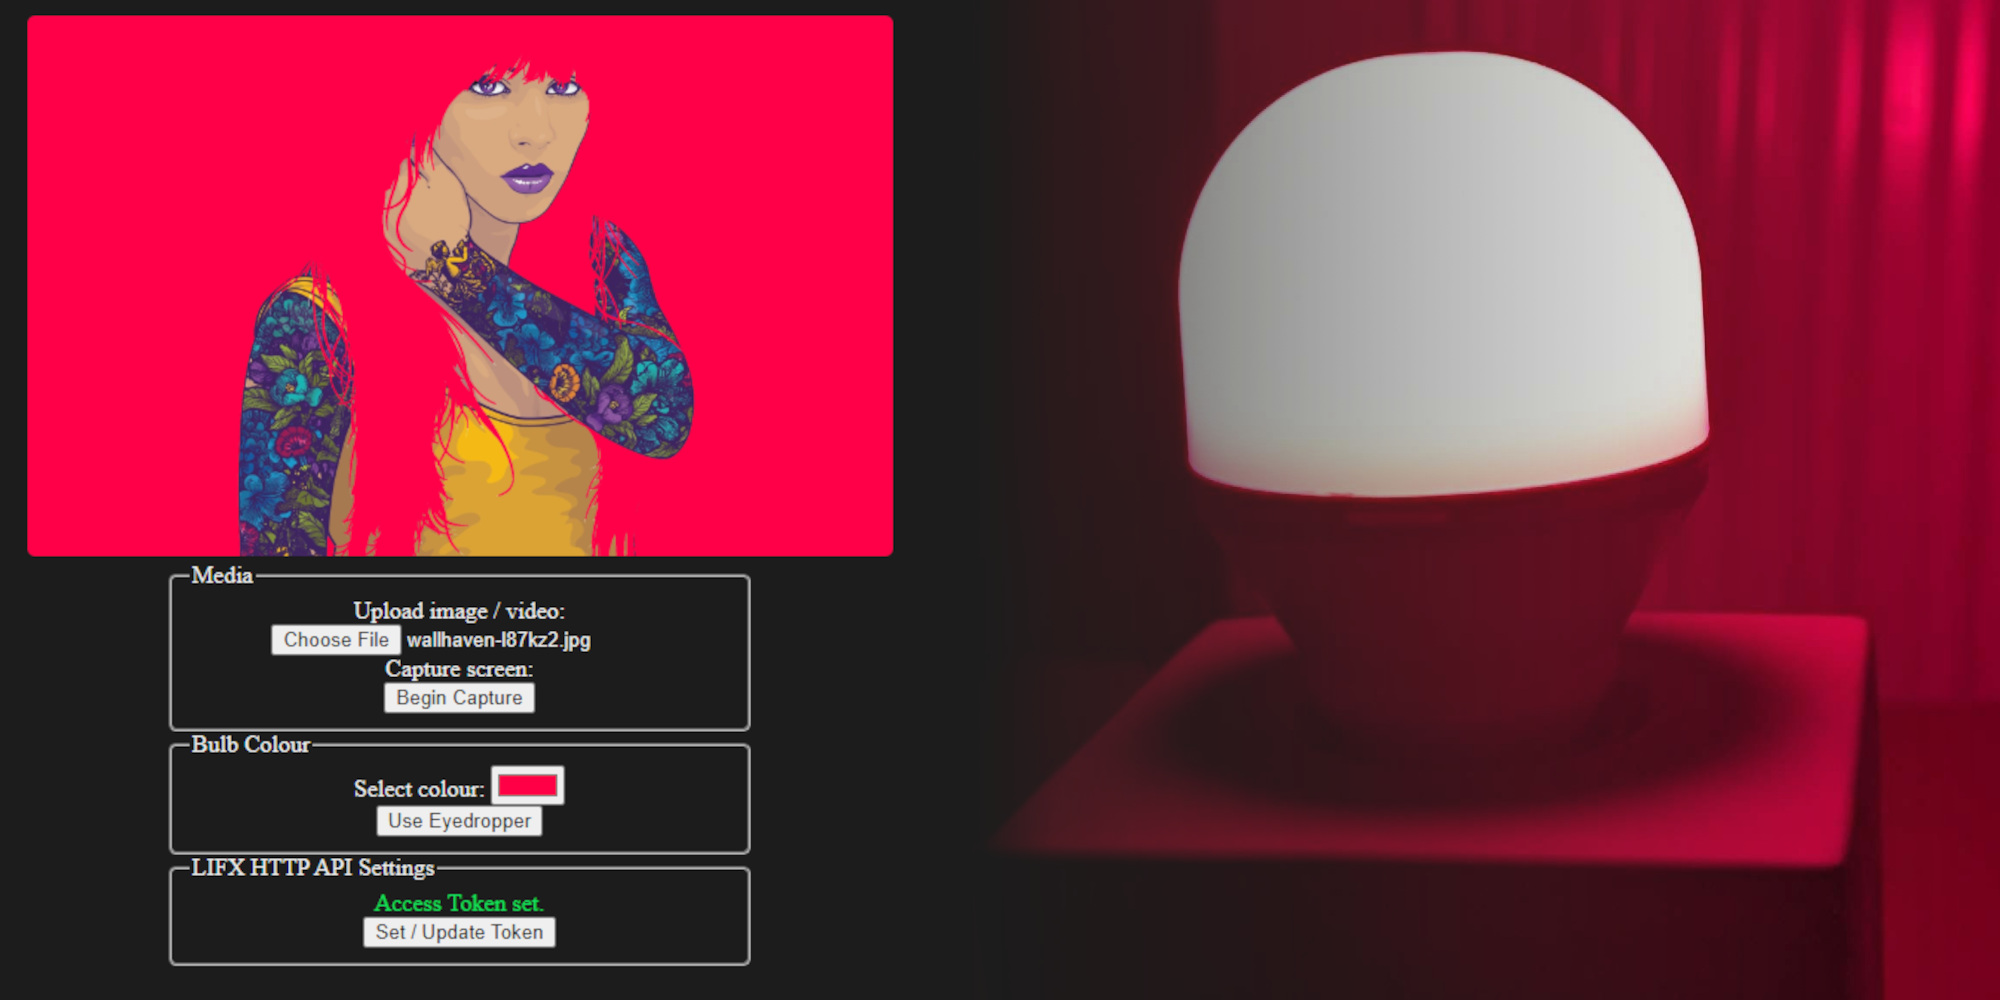 Media
Upload image / video:
Choose File wallhaven-l87kz2.jpg
Capture screen:
Begin Capture
Bulb Colour
Select colour:
Use Eyedropper
LIFX HTTP API Settings
Access Token set.
Set / Update Token